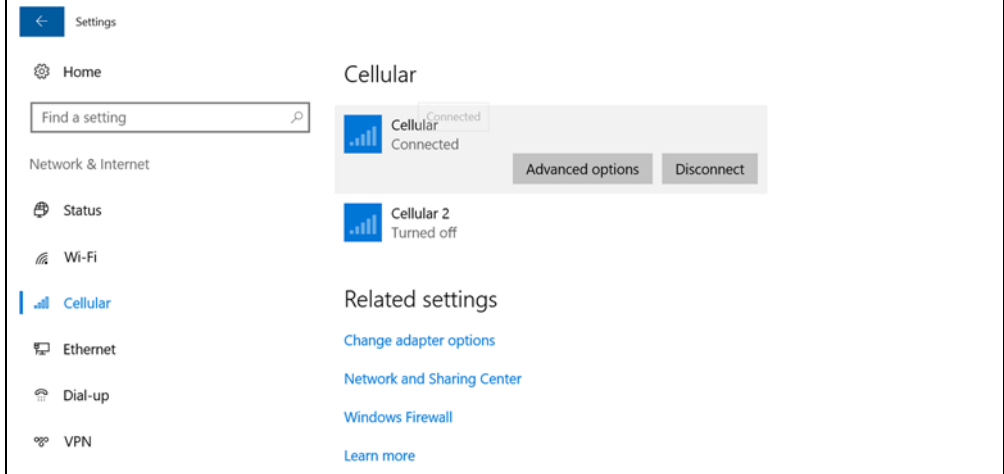 Settings
Home
Find a setting
Network & Internet
Status
Wi-Fi
Cellular
Ethernet
Dial-up
VPN
Cellular
Cellular
Connected
Connected
Advanced options
Disconnect
Cellular 2
Turned off
Related settings
Change adapter options
Network and Sharing Center
Windows Firewall
Learn more